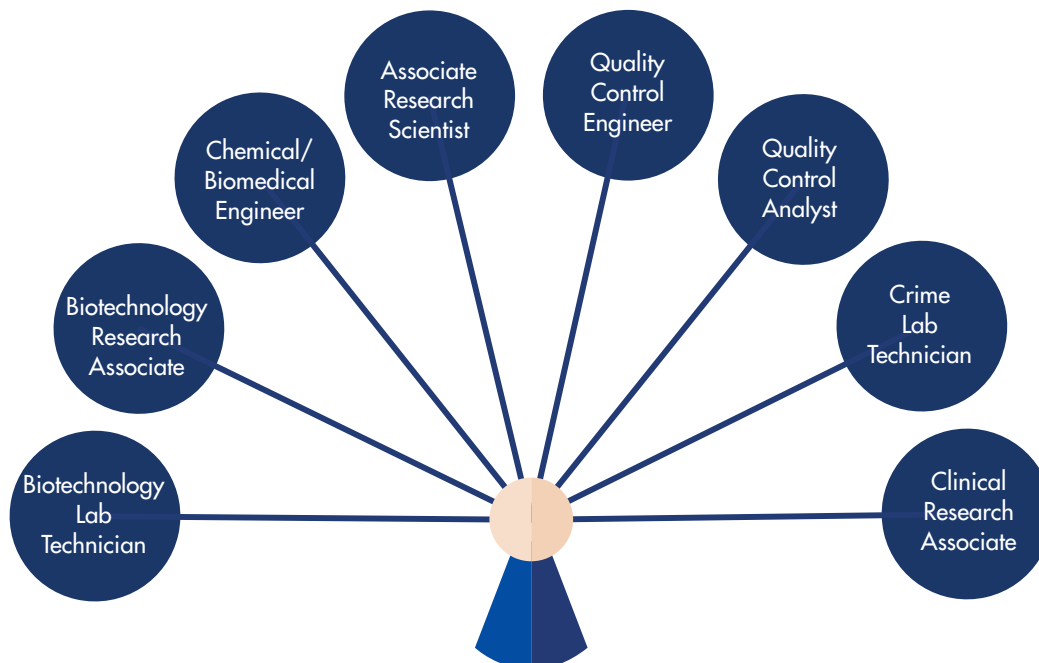 Associate
Research
Scientist
Quality
Control
Engineer
Chemical/
Biomedical
Engineer
Quality
Control
Analyst
Biotechnology
Research
Associate
Crime
Lab
Technician
Biotechnology
Lab
Technician
Clinical
Research
Associate